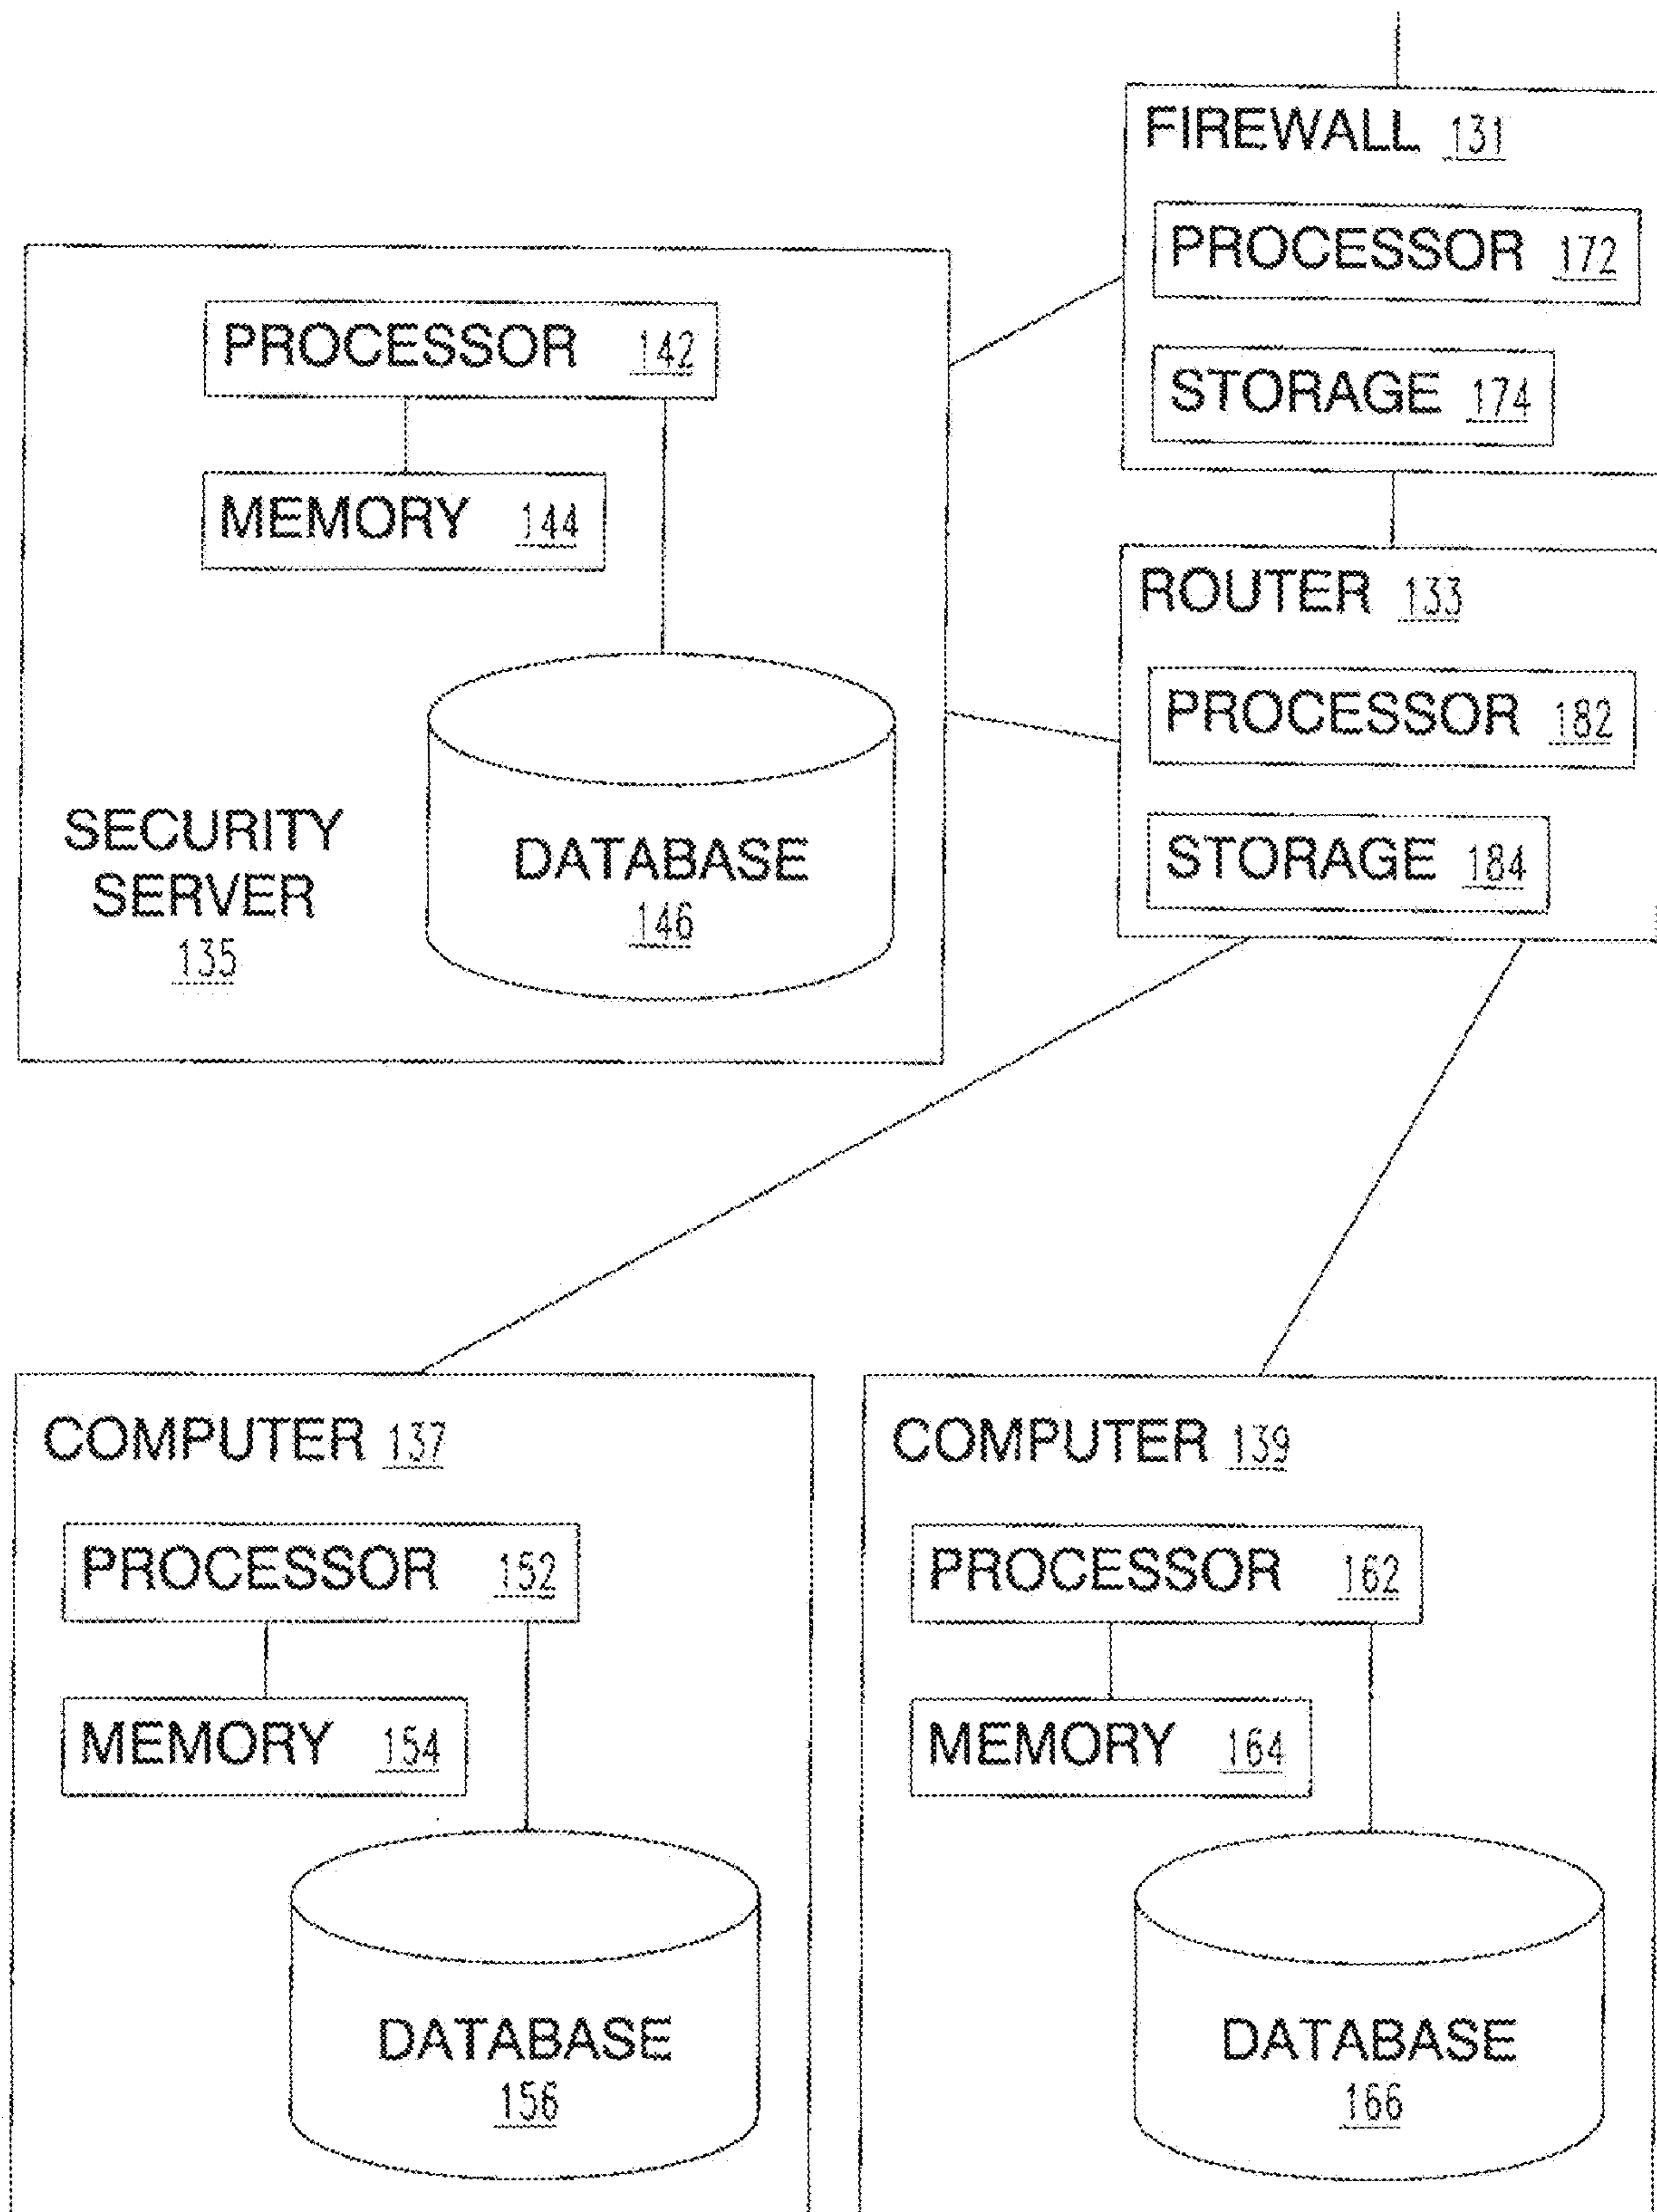 FIREWALL 131
PROCESSOR 172
STORAGE 174
PROCESSOR 142
MEMORY 144
DATABASE
146
SECURITY
SERVER
135
ROUTER 133
PROCESSOR 182
STORAGE 184
COMPUTER 137
PROCESSOR 152
MEMORY 154
DATABASE
156
COMPUTER 139
PROCESSOR 162
MEMORY 164
DATABASE
166